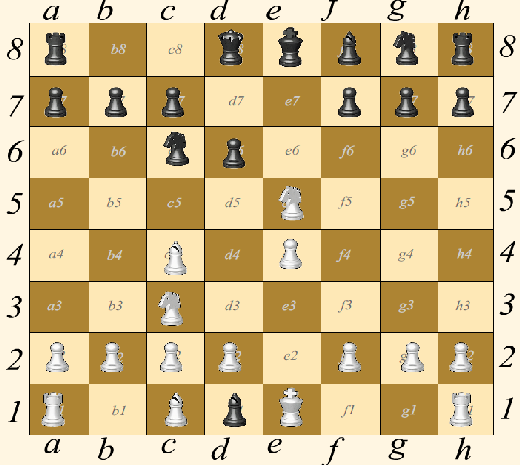 a b c d e f g h
8 b8 c8 8
7 d7 e7 7
6 a6 b6 e6 f6 g6 h6 6
5 a5 b5 c5 d5 f5 g5 h5 5
4 a4 b4 d4 f4 g4 h4 4
3 a3 b3 d3 e3 f3 g3 h3 3
2 e2 2
1 b1 f1 g1 1
a b c d e f g h